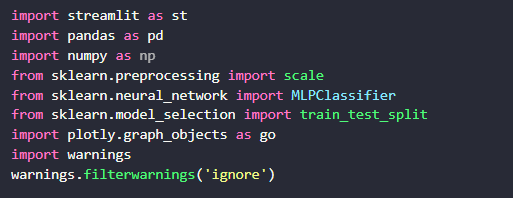 import streamlit as st
import pandas as pd
import numpy as np
from sklearn.preprocessing import scale
from sklearn.neural_network import MLPClassifier
from sklearn.model_selection import train_test_split
import plotly.graph_objects as go
import warnings
warnings.filterwarnings('ignore')